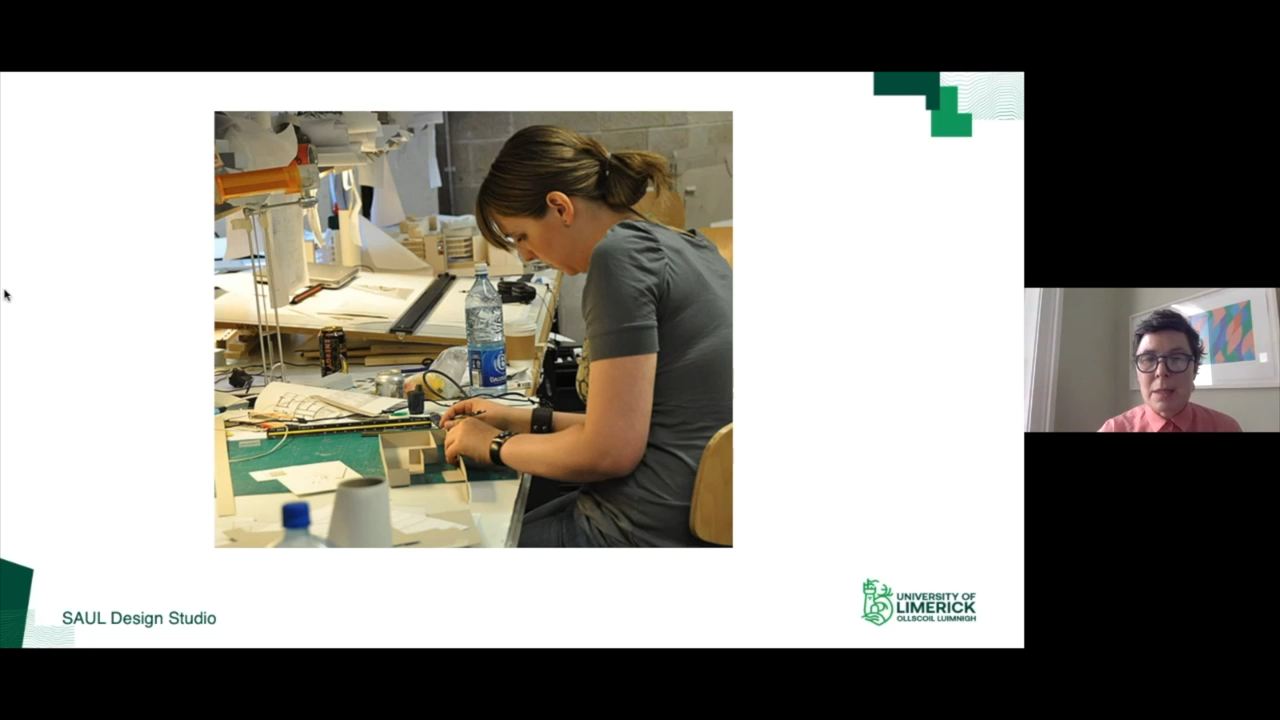 SAUL Design Studio
UNIVERSITY OF
LIMERICK
OLLSCOIL LUIMNIGH